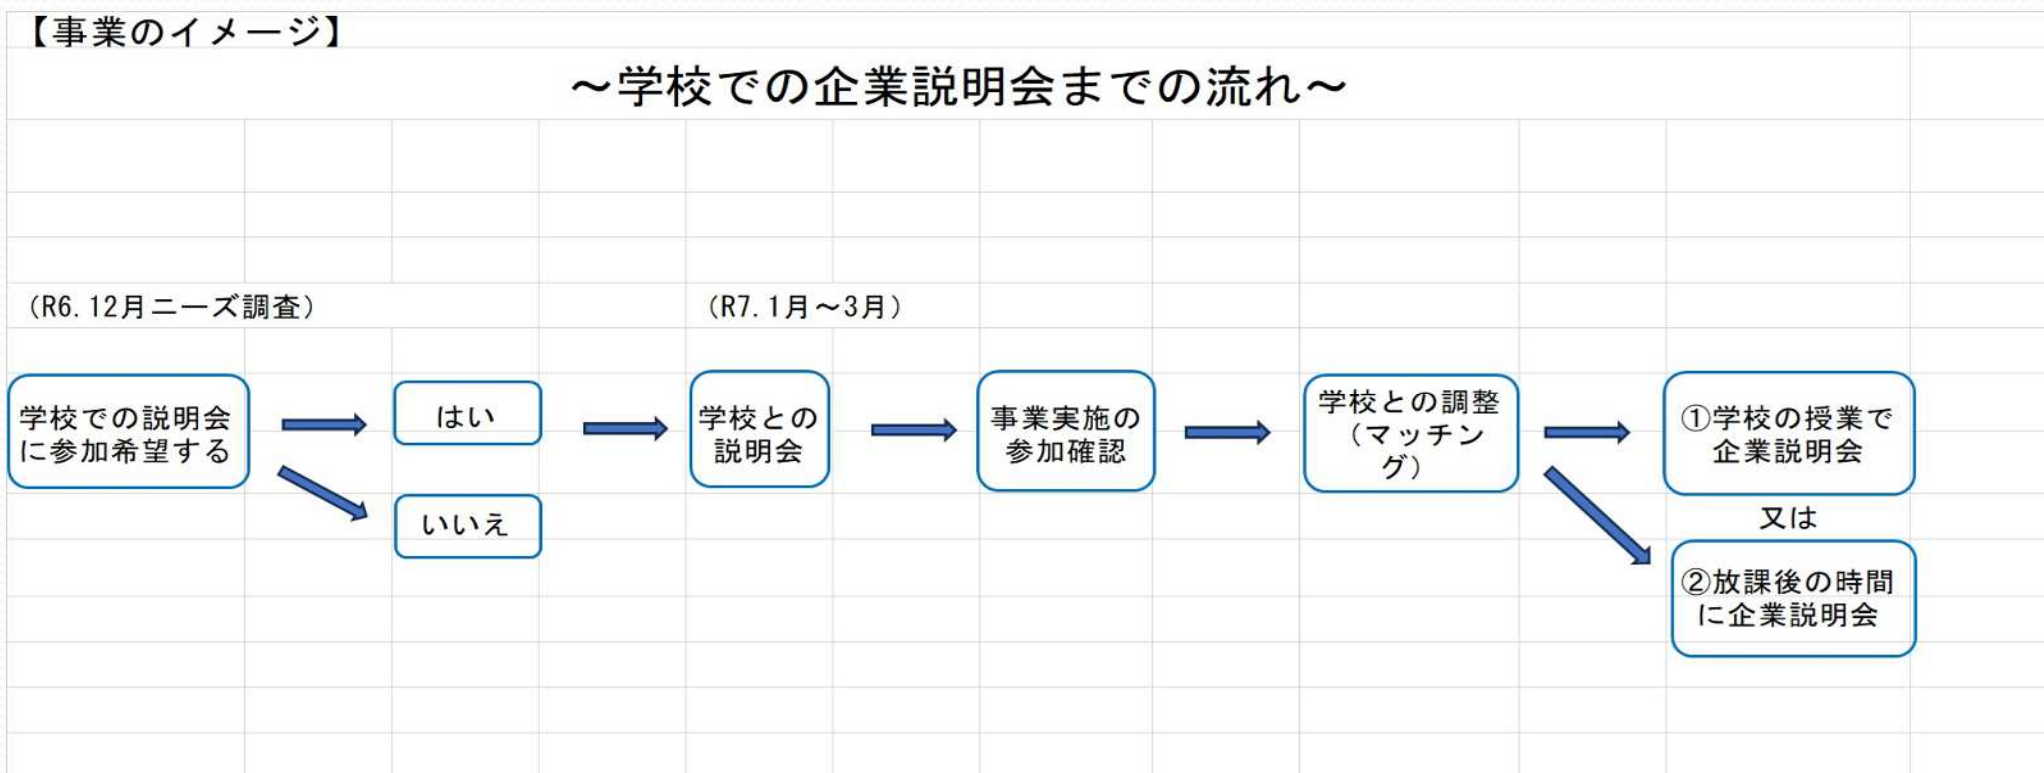 【事業のイメージ】
～学校での企業説明会までの流れ～
（R6.12月ニーズ調査）
（R7.1月～3月）
学校での説明会
に参加希望する
はい
いいえ
学校との
説明会
事業実施の
参加確認
学校との調整
（マッチン
グ）
①学校の授業で
企業説明会
又は
②放課後の時間
に企業説明会